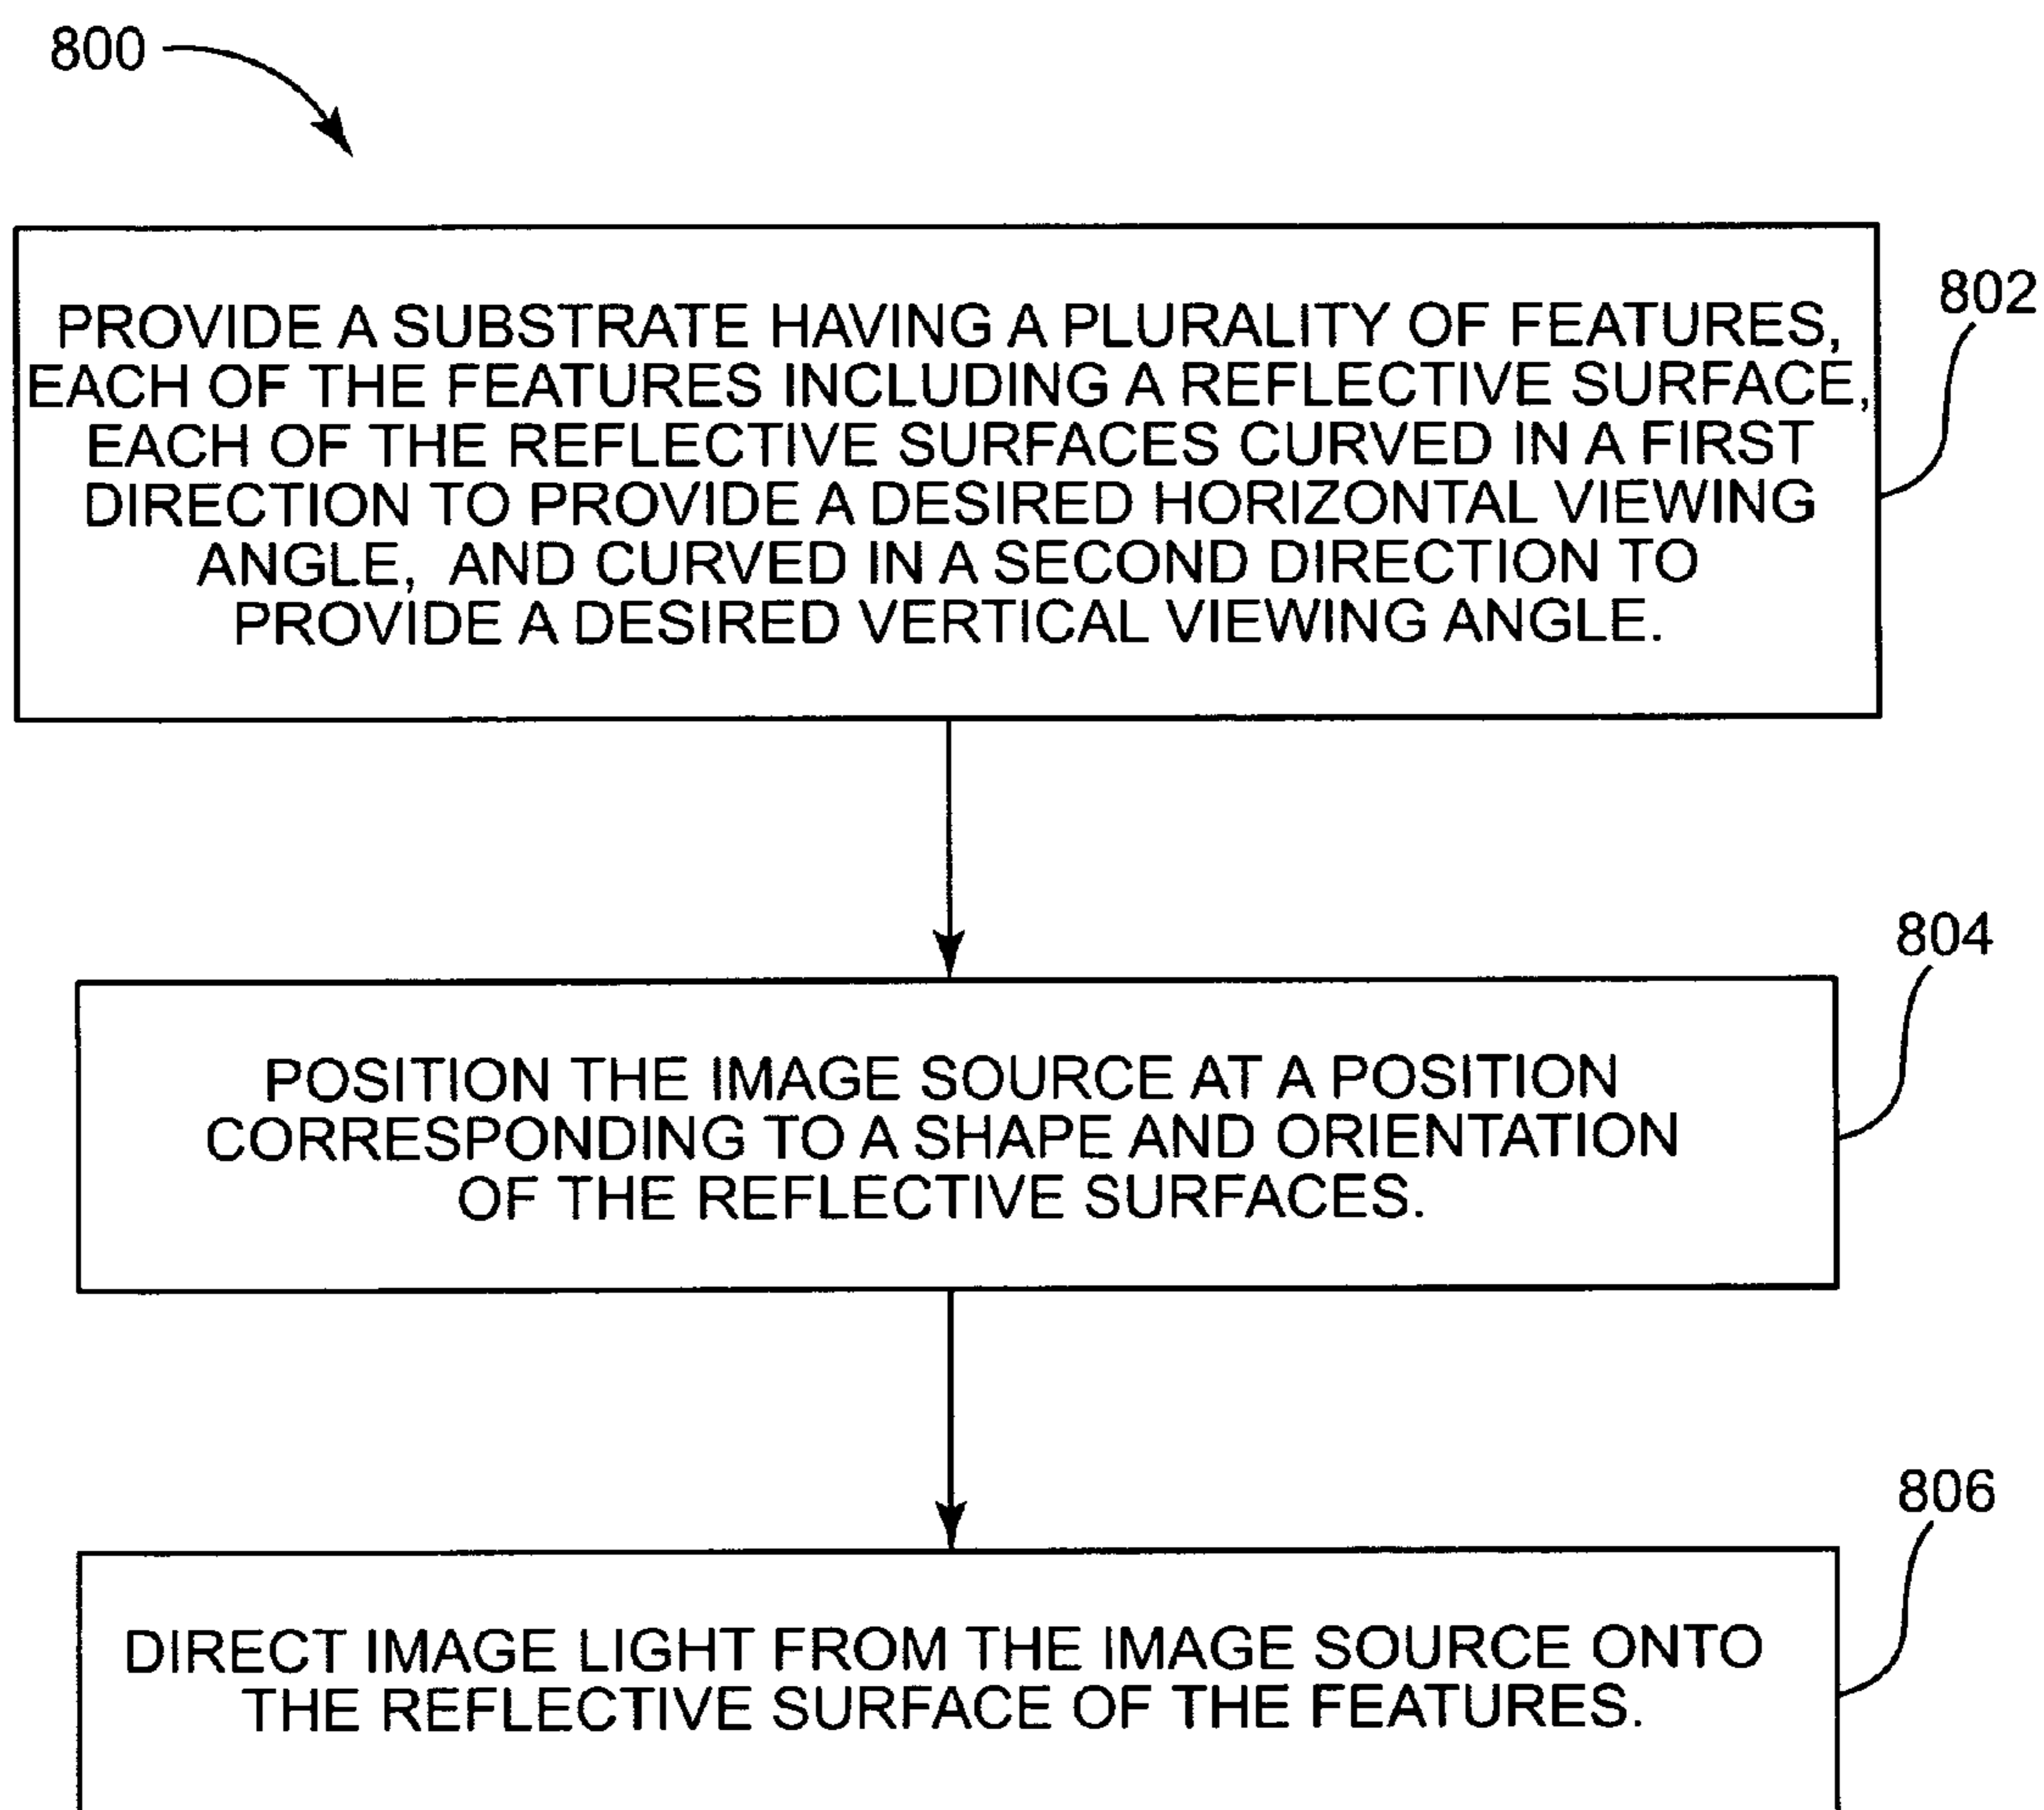 800
802
PROVIDE A SUBSTRATE HAVING A PLURALITY OF FEATURES,
EACH OF THE FEATURES INCLUDING A REFLECTIVE SURFACE,
EACH OF THE REFLECTIVE SURFACES CURVED IN A FIRST
DIRECTION TO PROVIDE A DESIRED HORIZONTAL VIEWING
ANGLE, AND CURVED IN A SECOND DIRECTION TO
PROVIDE A DESIRED VERTICAL VIEWING ANGLE.
804
POSITION THE IMAGE SOURCE AT A POSITION
CORRESPONDING TO A SHAPE AND ORIENTATION
OF THE REFLECTIVE SURFACES.
806
DIRECT IMAGE LIGHT FROM THE IMAGE SOURCE ONTO
THE REFLECTIVE SURFACE OF THE FEATURES.